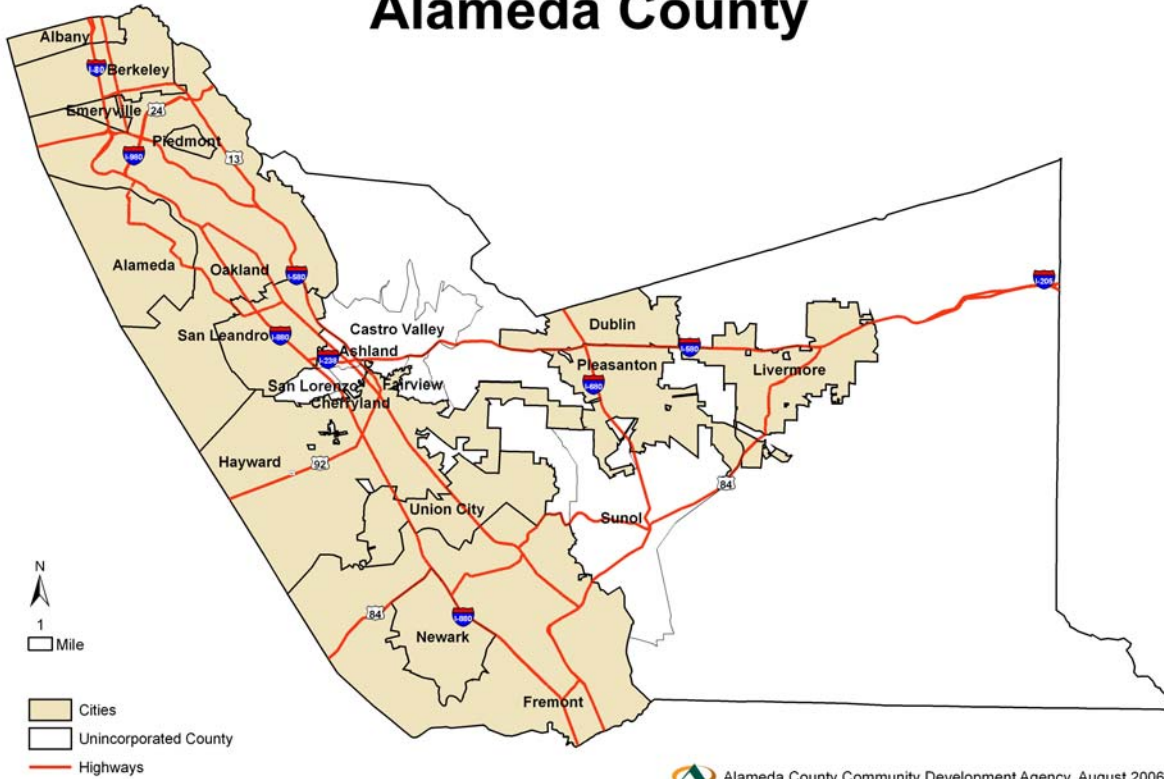 Alameda County
Albany
I-80
Berkeley
Emeryville
24
Piedmont
I-980
13
Alameda
Oakland
I-580
San Leandro
I-880
Castro Valley
I-238
Ashland
San Lorenzo
Fairview
Cherryland
Dublin
I-580
Pleasanton
I-680
Livermore
I-205
Hayward
92
Union City
84
Sunol
84
I-880
Newark
Fremont
N
1
Mile
Cities
Unincorporated County
Highways
Alameda County Community Development Agency, August 2006